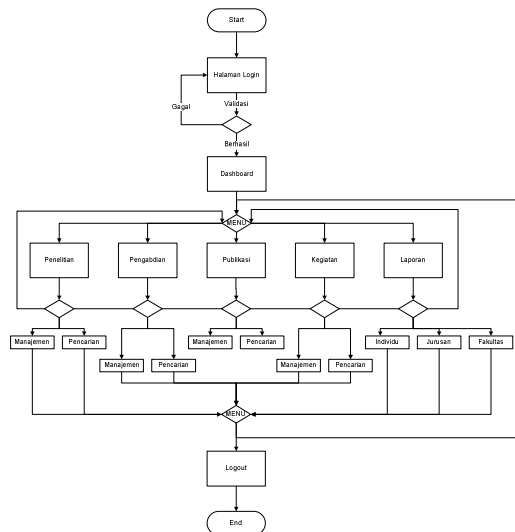 Start
Halaman Login
Gagal
Validasi
Berhasil
Dashboard
MENU
Penelitian
Pengabdian
Publikasi
Kegiatan
Laporan
Manajemen
Pencarian
Manajemen
Pencarian
Individu
Jurusan
Fakultas
Manajemen
Pencarian
Manajemen
Pencarian
MENU
Logout
End